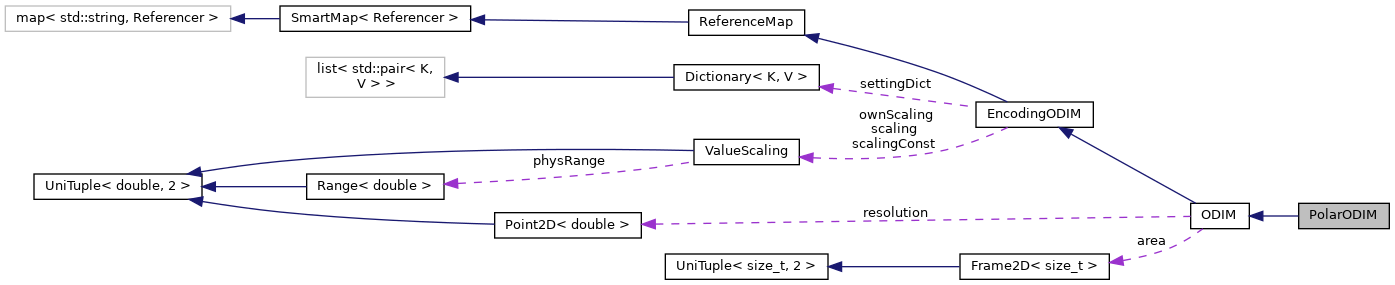 map< std::string, Referencer >
SmartMap< Referencer >
ReferenceMap
list< std::pair< K,
V > >
Dictionary< K, V >
settingDict
EncodingODIM
ownScaling
scaling
scalingConst
ValueScaling
physRange
UniTuple< double, 2 >
Range< double >
Point2D< double >
resolution
ODIM
PolarODIM
area
UniTuple< size_t, 2 >
Frame2D< size_t >